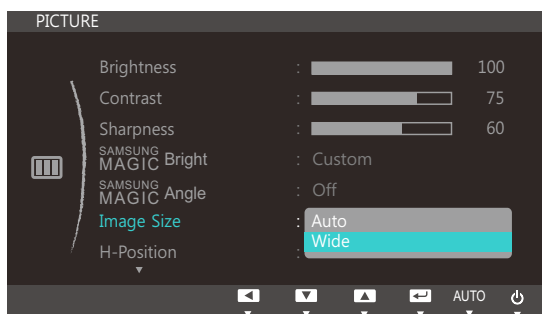 PICTURE
Brightness : 100
Contrast : 75
Sharpness : 60
SAMSUNG MAGIC Bright : Custom
SAMSUNG MAGIC Angle : Off
Image Size : Auto
Wide
H-Position :
AUTO